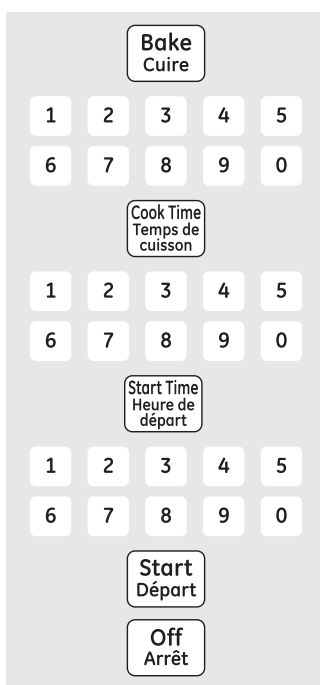 Bake
Cuire
1 2 3 4 5
6 7 8 9 0
Cook Time
Temps de
cuisson
1 2 3 4 5
6 7 8 9 0
Start Time
Heure de
départ
1 2 3 4 5
6 7 8 9 0
Start
Départ
Off
Arrêt